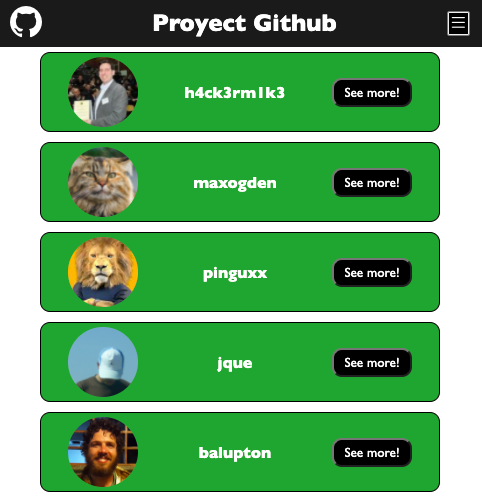 Proyect Github
h4ck3rm1k3
See more!
maxogden
See more!
pinguxx
See more!
jque
See more!
balupton
See more!